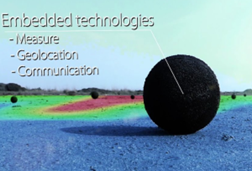 Embedded technologies
- Measure
- Geolocation
- Communication